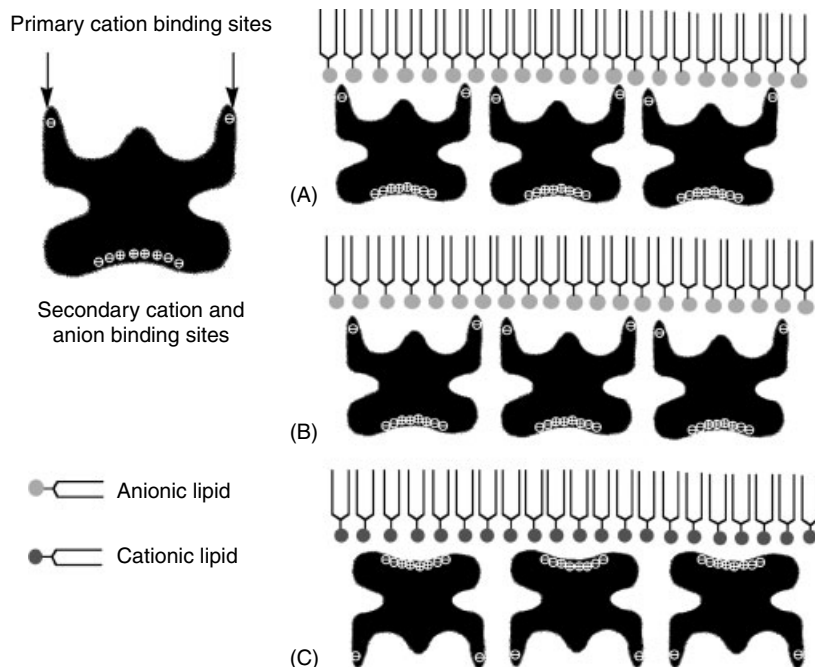 Primary cation binding sites
Secondary cation and
anion binding sites
Anionic lipid
Cationic lipid
(A)
(B)
(C)